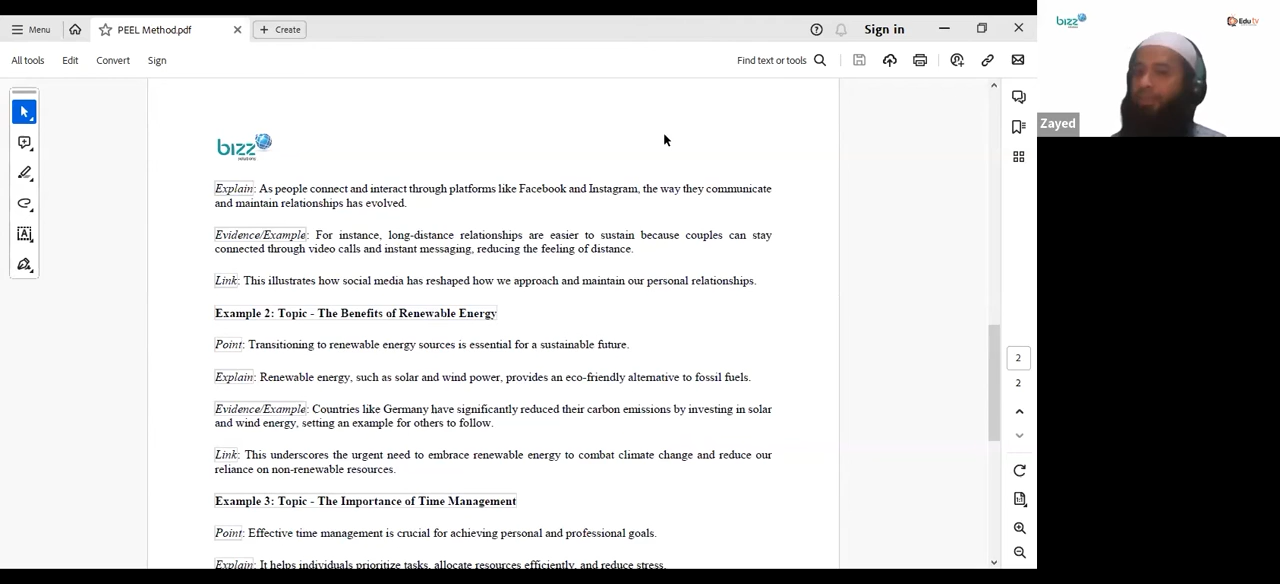 Menu
PEEL Method.pdf
Create
Sign in
All tools
Edit
Convert
Sign
Find text or tools
bizz
solutions
Edu tv
Zayed
bizz
solutions
Explain: As people connect and interact through platforms like Facebook and Instagram, the way they communicate
and maintain relationships has evolved.
Evidence/Example: For instance, long-distance relationships are easier to sustain because couples can stay
connected through video calls and instant messaging, reducing the feeling of distance.
Link: This illustrates how social media has reshaped how we approach and maintain our personal relationships.
Example 2: Topic - The Benefits of Renewable Energy
Point: Transitioning to renewable energy sources is essential for a sustainable future.
Explain: Renewable energy, such as solar and wind power, provides an eco-friendly alternative to fossil fuels.
Evidence/Example: Countries like Germany have significantly reduced their carbon emissions by investing in solar
and wind energy, setting an example for others to follow.
Link: This underscores the urgent need to embrace renewable energy to combat climate change and reduce our
reliance on non-renewable resources.
Example 3: Topic - The Importance of Time Management
Point: Effective time management is crucial for achieving personal and professional goals.
Explain: It helps individuals prioritize tasks, allocate resources efficiently, and reduce stress.
2
2